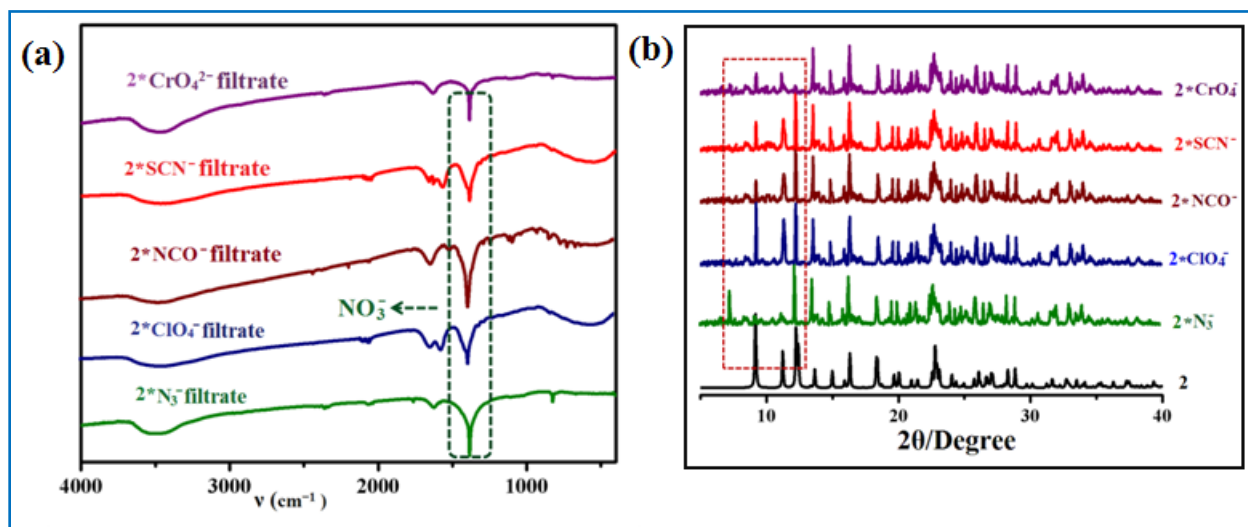 (a)
2*CrO₄²⁻ filtrate
2*SCN⁻ filtrate
2*NCO⁻ filtrate
NO₃⁻
2*ClO₄⁻ filtrate
2*N₃⁻ filtrate
4000 3000 2000 1000
ν (cm⁻¹)
(b)
2*CrO₄⁻
2*SCN⁻
2*NCO⁻
2*ClO₄⁻
2*N₃⁻
2
10 20 30 40
2θ/Degree